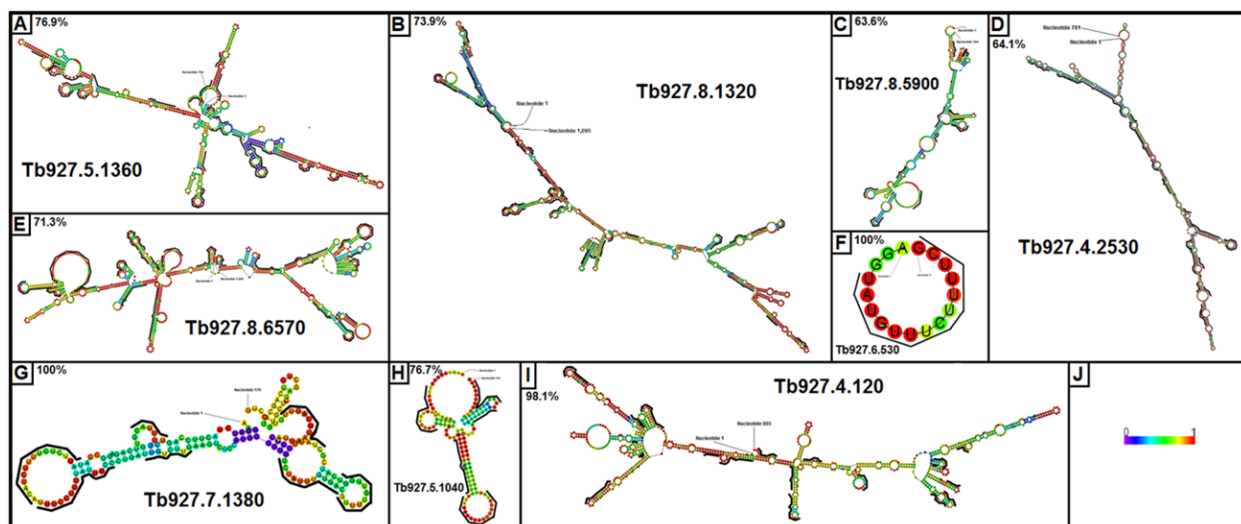 A 76.9%
Tb927.5.1360
B 73.9%
Tb927.8.1320
Nucleotide 1
Nucleotide 1,095
C 63.6%
Tb927.8.5900
D
64.1%
Nucleotide 1
Tb927.4.2530
E 71.3%
Tb927.8.6570
F 100%
Tb927.6.530
G 100%
Nucleotide 1
Nucleotide 170
Tb927.7.1380
H 76.7%
Tb927.5.1040
I
98.1%
Tb927.4.120
Nucleotide 1
J
0 1